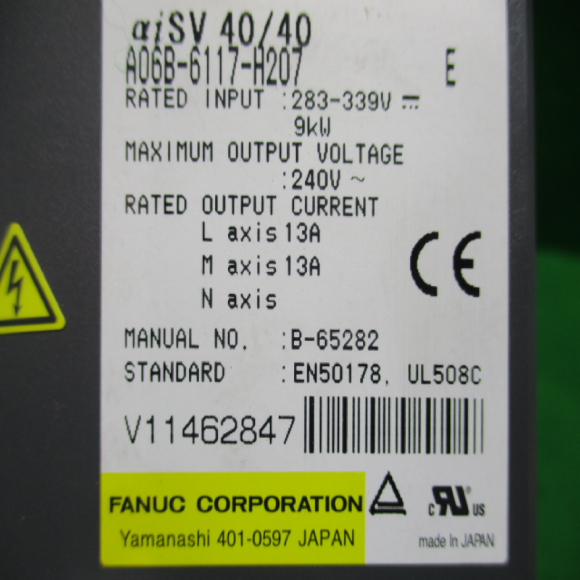 αiSV 40/40
A06B-6117-H207 E
RATED INPUT :283-339V ⎓
9kW
MAXIMUM OUTPUT VOLTAGE
:240V ~
RATED OUTPUT CURRENT
L axis 13A
M axis 13A
N axis
MANUAL NO. :B-65282
STANDARD :EN50178, UL508C
V11462847
FANUC CORPORATION
Yamanashi 401-0597 JAPAN
CE
c RU US
made In JAPAN